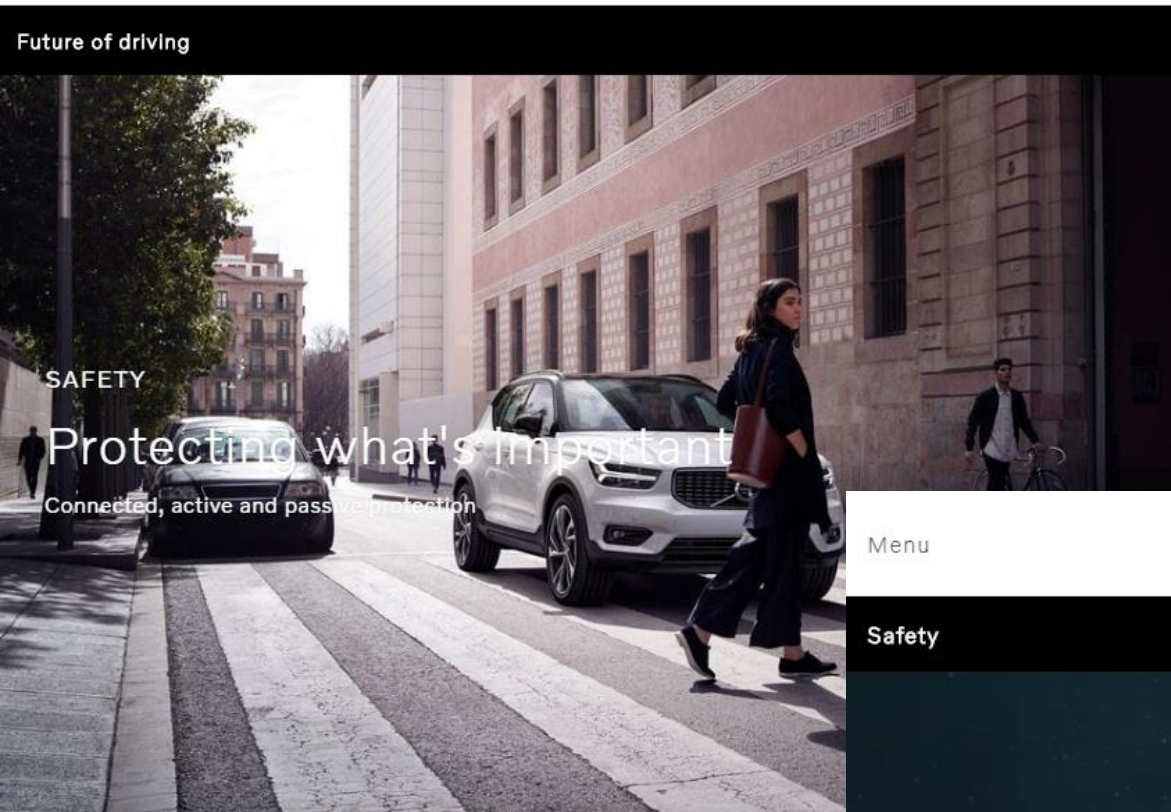 Future of driving
SAFETY
Protecting what's important
Connected, active and passive protection
Menu
Safety